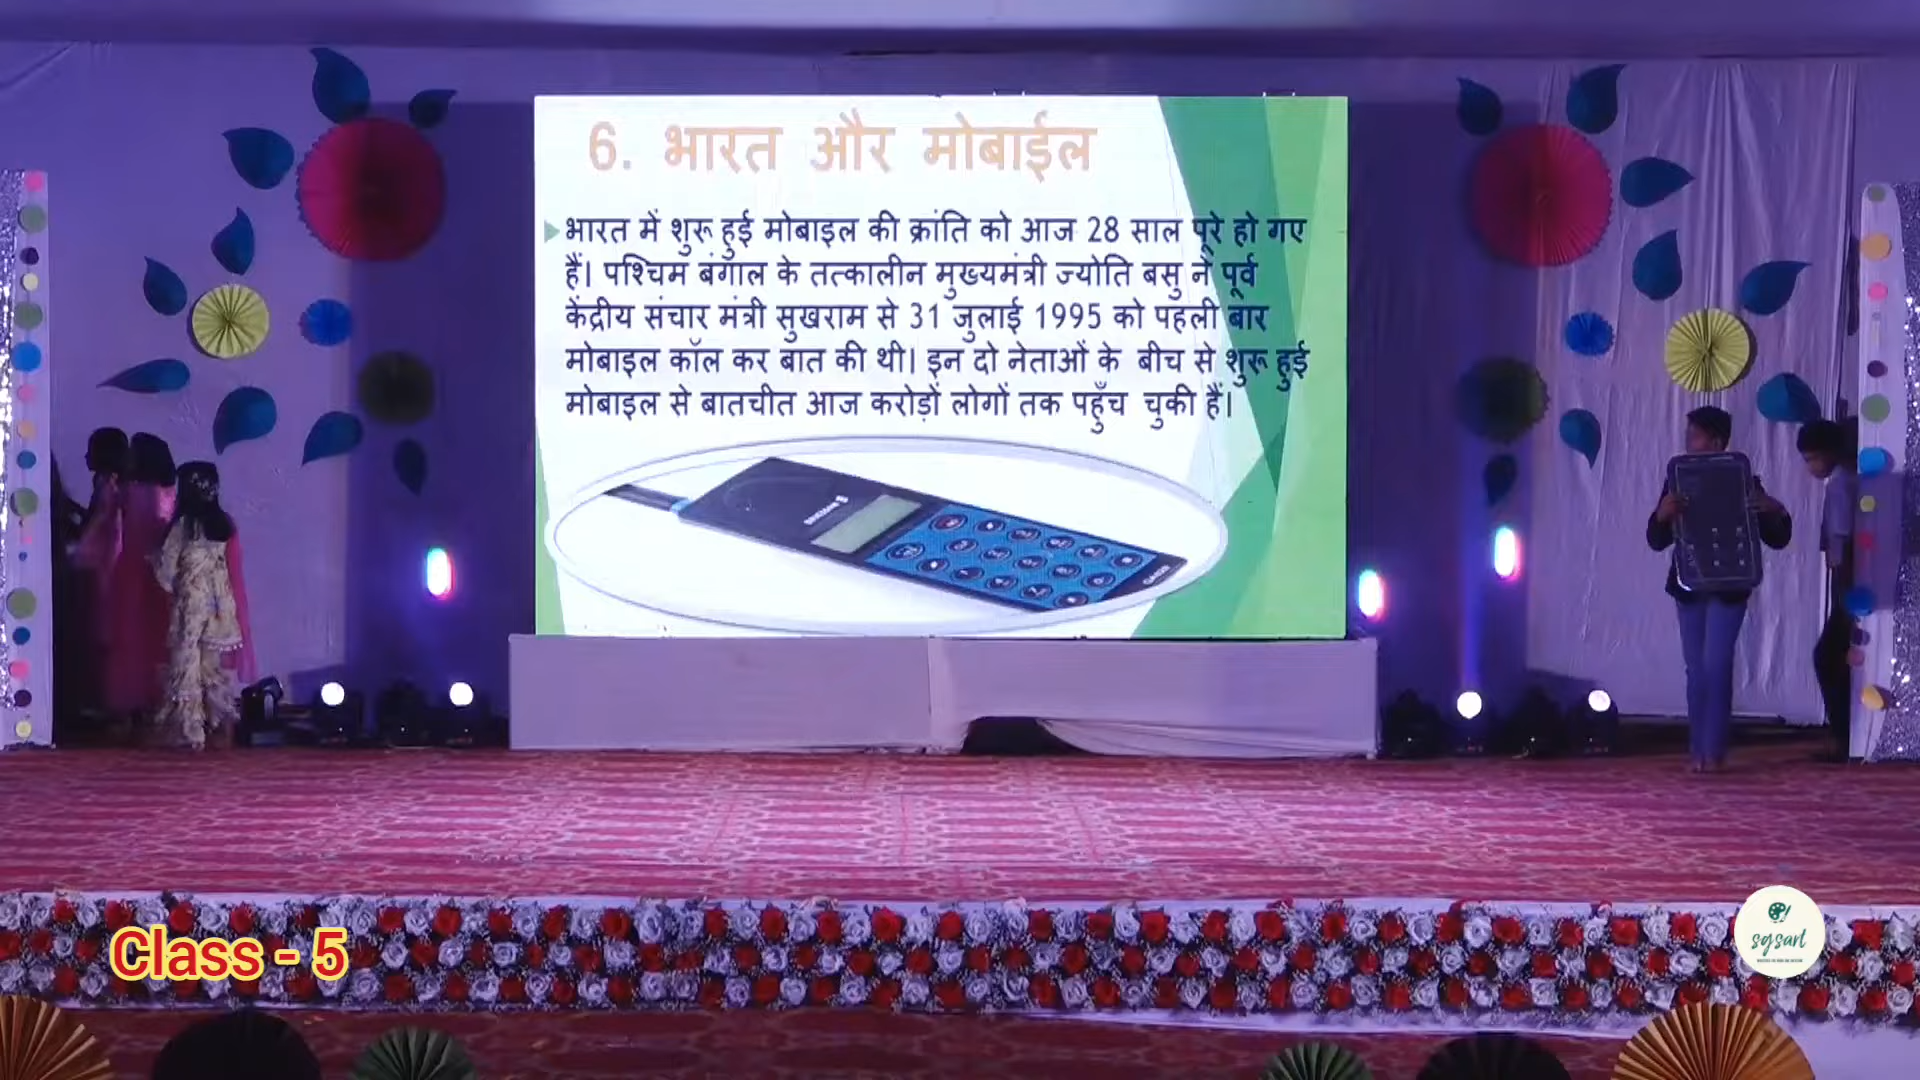 6. भारत और मोबाईल
भारत में शुरू हुई मोबाइल की क्रांति को आज 28 साल पूरे हो गए
हैं। पश्चिम बंगाल के तत्कालीन मुख्यमंत्री ज्योति बसु ने पूर्व
केंद्रीय संचार मंत्री सुखराम से 31 जुलाई 1995 को पहली बार
मोबाइल कॉल कर बात की थी। इन दो नेताओं के बीच से शुरू हुई
मोबाइल से बातचीत आज करोड़ों लोगों तक पहुँच चुकी हैं।
Class - 5
sgsart